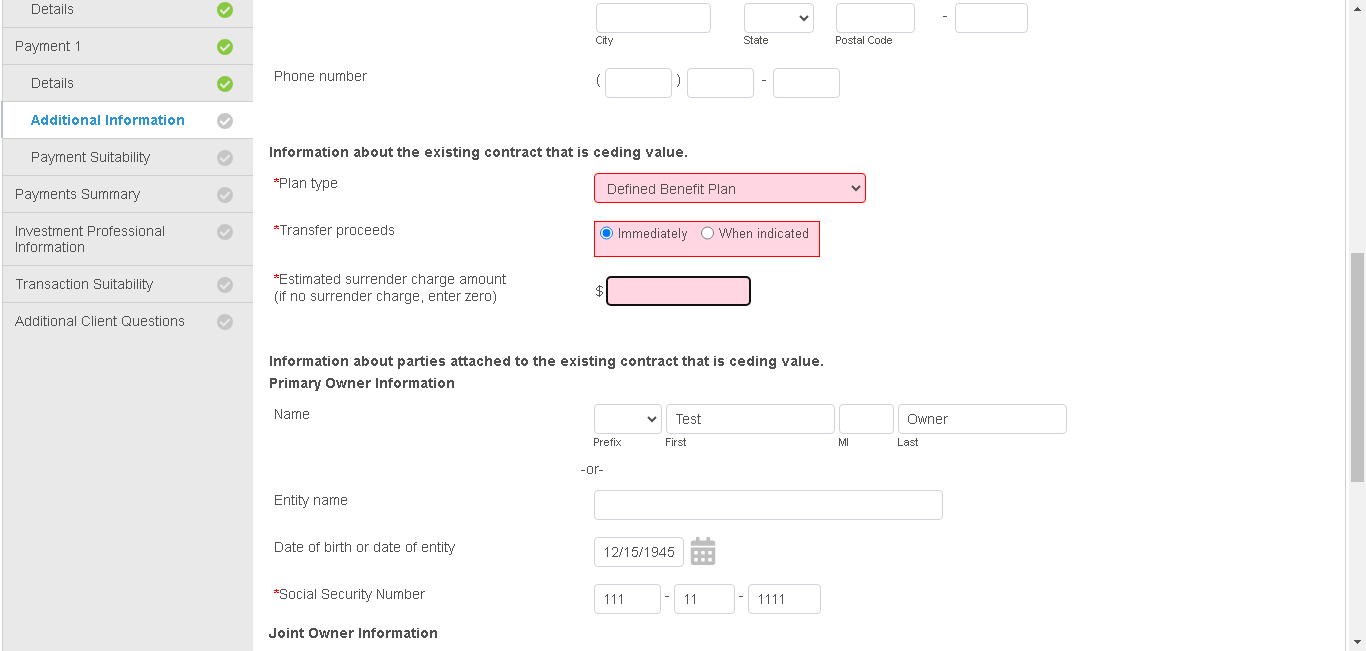 Details
Payment 1
Details
Additional Information
Payment Suitability
Payments Summary
Investment Professional
Information
Transaction Suitability
Additional Client Questions
-
City State Postal Code
Phone number ( ) -
Information about the existing contract that is ceding value.
*Plan type Defined Benefit Plan
*Transfer proceeds Immediately When indicated
*Estimated surrender charge amount
(if no surrender charge, enter zero) $
Information about parties attached to the existing contract that is ceding value.
Primary Owner Information
Name Test Owner
Prefix First MI Last
-or-
Entity name
Date of birth or date of entity 12/15/1945
*Social Security Number 111 - 11 - 1111
Joint Owner Information